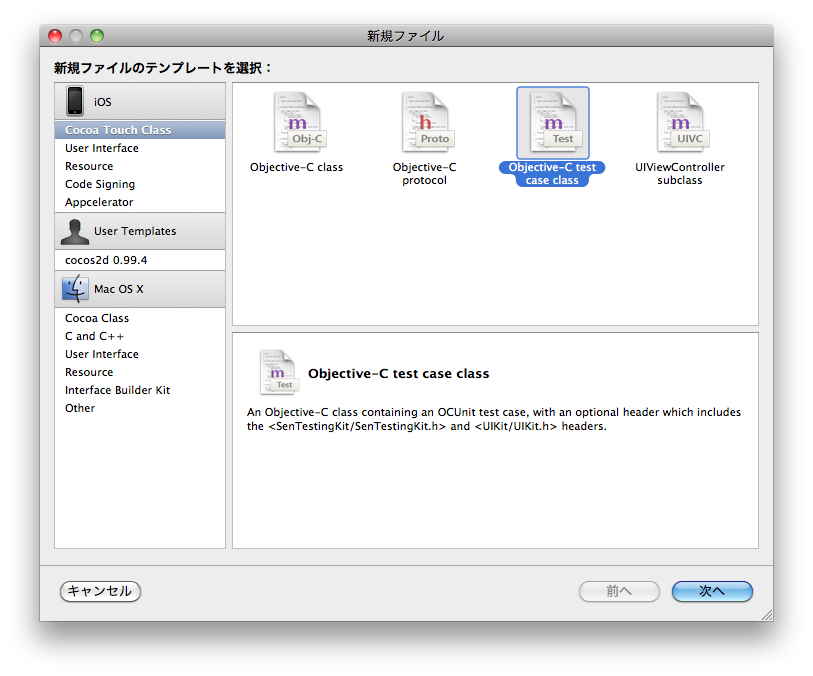 新規ファイル
新規ファイルのテンプレートを選択：
iOS
Cocoa Touch Class
User Interface
Resource
Code Signing
Appcelerator
User Templates
cocos2d 0.99.4
Mac OS X
Cocoa Class
C and C++
User Interface
Resource
Interface Builder Kit
Other
m
Obj-C
Objective-C class
h
Proto
Objective-C
protocol
m
Test
Objective-C test
case class
m
UIVC
UIViewController
subclass
m
Test
Objective-C test case class
An Objective-C class containing an OCUnit test case, with an optional header which includes
the <SenTestingKit/SenTestingKit.h> and <UIKit/UIKit.h> headers.
キャンセル
前へ
次へ